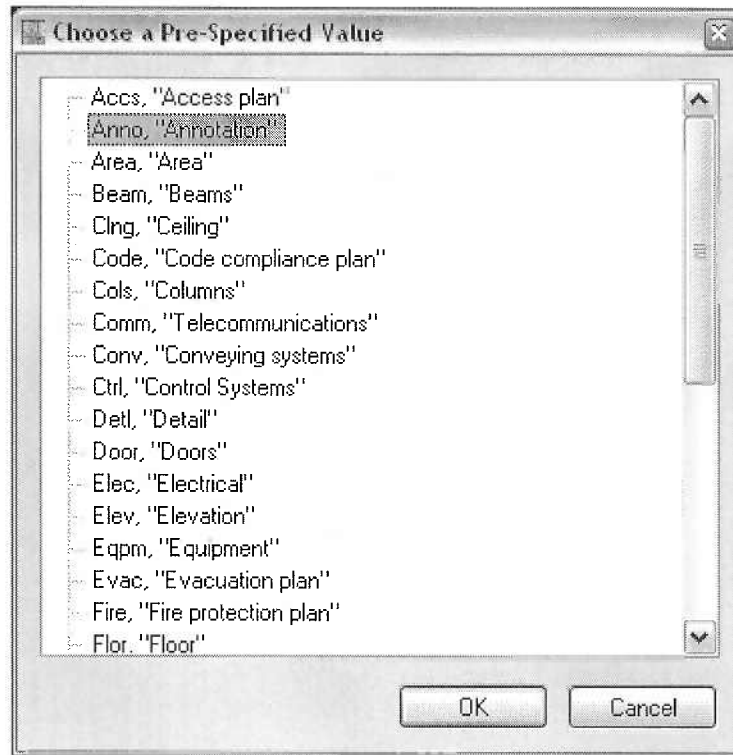 Choose a Pre-Specified Value
Accs, "Access plan"
Anno, "Annotation"
Area, "Area"
Beam, "Beams"
Clng, "Ceiling"
Code, "Code compliance plan"
Cols, "Columns"
Comm, "Telecommunications"
Conv, "Conveying systems"
Ctrl, "Control Systems"
Detl, "Detail"
Door, "Doors"
Elec, "Electrical"
Elev, "Elevation"
Eqpm, "Equipment"
Evac, "Evacuation plan"
Fire, "Fire protection plan"
Flor, "Floor"
OK
Cancel